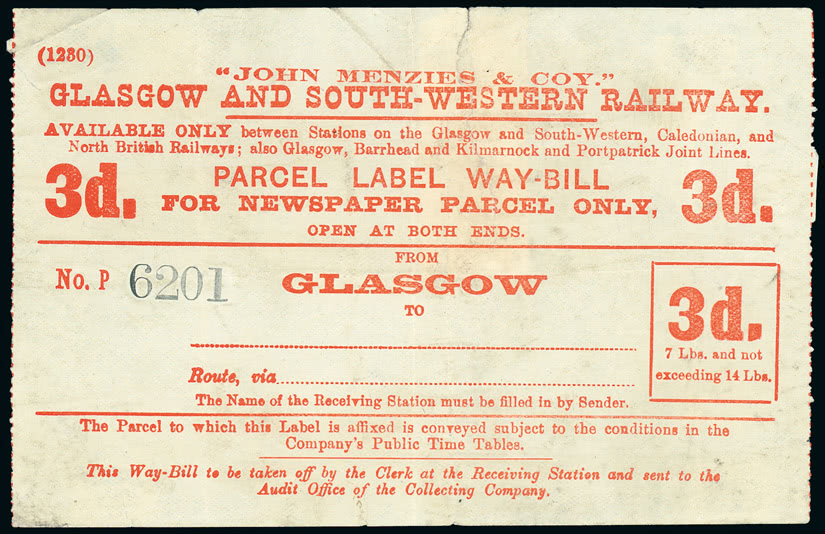 (1230)
"JOHN MENZIES & COY."
GLASGOW AND SOUTH-WESTERN RAILWAY.
AVAILABLE ONLY between Stations on the Glasgow and South-Western, Caledonian, and
North British Railways; also Glasgow, Barrhead and Kilmarnock and Portpatrick Joint Lines.
3d. PARCEL LABEL WAY-BILL 3d.
FOR NEWSPAPER PARCEL ONLY,
OPEN AT BOTH ENDS.
FROM
No. P 6201 GLASGOW
TO
3d.
7 Lbs. and not
exceeding 14 Lbs.
Route, via
The Name of the Receiving Station must be filled in by Sender.
The Parcel to which this Label is affixed is conveyed subject to the conditions in the
Company's Public Time Tables.
This Way-Bill to be taken off by the Clerk at the Receiving Station and sent to the
Audit Office of the Collecting Company.